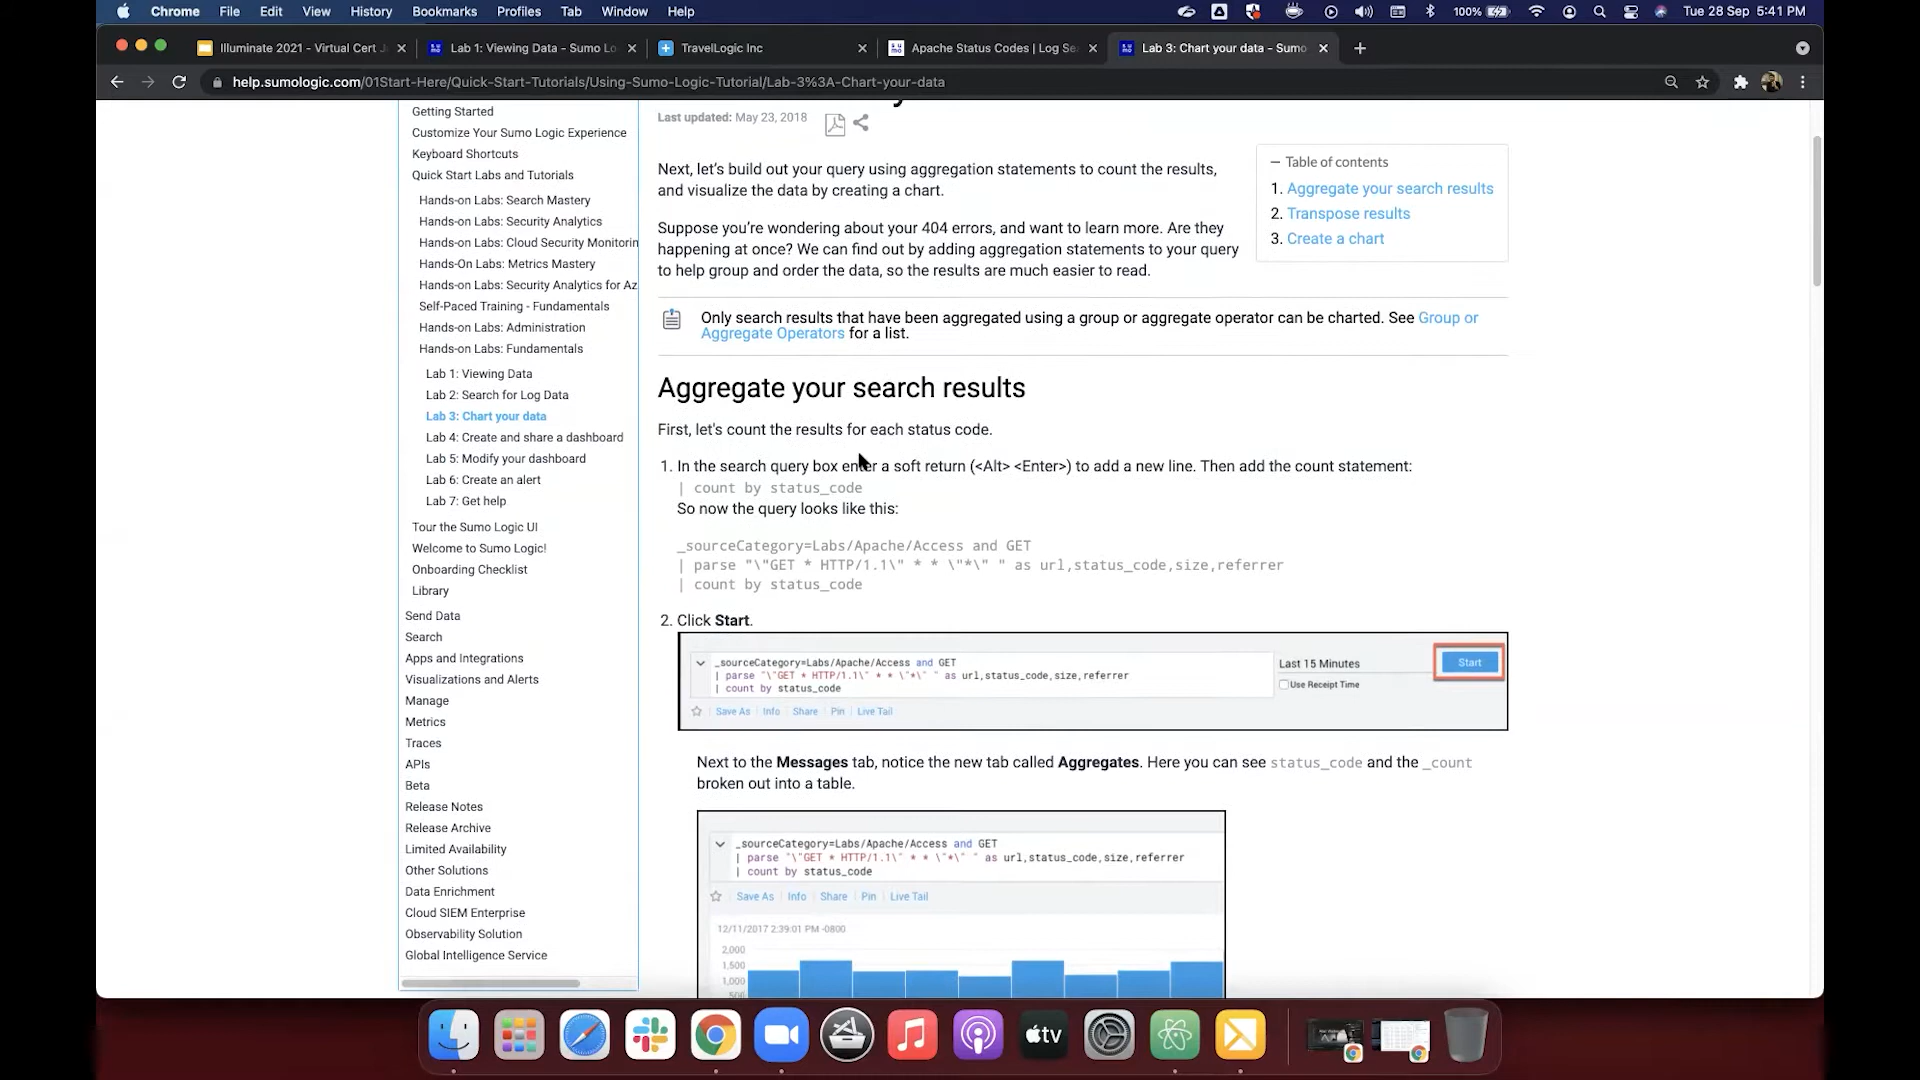 Chrome File Edit View History Bookmarks Profiles Tab Window Help 100% Tue 28 Sep 5:41 PM
Illuminate 2021 - Virtual Cert Lab 1: Viewing Data - Sumo Lo TravelLogic Inc Apache Status Codes | Log Se Lab 3: Chart your data - Sumo
help.sumologic.com/01Start-Here/Quick-Start-Tutorials/Using-Sumo-Logic-Tutorial/Lab-3%3A-Chart-your-data
Getting Started
Customize Your Sumo Logic Experience
Keyboard Shortcuts
Quick Start Labs and Tutorials
Hands-on Labs: Search Mastery
Hands-on Labs: Security Analytics
Hands-on Labs: Cloud Security Monitorin
Hands-On Labs: Metrics Mastery
Hands-on Labs: Security Analytics for Az
Self-Paced Training - Fundamentals
Hands-on Labs: Administration
Hands-on Labs: Fundamentals
Lab 1: Viewing Data
Lab 2: Search for Log Data
Lab 3: Chart your data
Lab 4: Create and share a dashboard
Lab 5: Modify your dashboard
Lab 6: Create an alert
Lab 7: Get help
Tour the Sumo Logic UI
Welcome to Sumo Logic!
Onboarding Checklist
Library
Send Data
Search
Apps and Integrations
Visualizations and Alerts
Manage
Metrics
Traces
APIs
Beta
Release Notes
Release Archive
Limited Availability
Other Solutions
Data Enrichment
Cloud SIEM Enterprise
Observability Solution
Global Intelligence Service
Last updated: May 23, 2018
Next, let's build out your query using aggregation statements to count the results,
and visualize the data by creating a chart.
Suppose you're wondering about your 404 errors, and want to learn more. Are they
happening at once? We can find out by adding aggregation statements to your query
to help group and order the data, so the results are much easier to read.
– Table of contents
1. Aggregate your search results
2. Transpose results
3. Create a chart
Only search results that have been aggregated using a group or aggregate operator can be charted. See Group or
Aggregate Operators for a list.
Aggregate your search results
First, let's count the results for each status code.
1. In the search query box enter a soft return (<Alt> <Enter>) to add a new line. Then add the count statement:
| count by status_code
So now the query looks like this:
_sourceCategory=Labs/Apache/Access and GET
| parse "\"GET * HTTP/1.1\" * * \"*\" " as url,status_code,size,referrer
| count by status_code
2. Click Start.
_sourceCategory=Labs/Apache/Access and GET
| parse "\"GET * HTTP/1.1\" * * \"*\" " as url,status_code,size,referrer
| count by status_code
Last 15 Minutes
Start
Use Receipt Time
Save As Info Share Pin Live Tail
Next to the Messages tab, notice the new tab called Aggregates. Here you can see status_code and the _count
broken out into a table.
_sourceCategory=Labs/Apache/Access and GET
| parse "\"GET * HTTP/1.1\" * * \"*\" " as url,status_code,size,referrer
| count by status_code
Save As Info Share Pin Live Tail
12/11/2017 2:39:01 PM -0800
2,000
1,500
1,000
500
tv